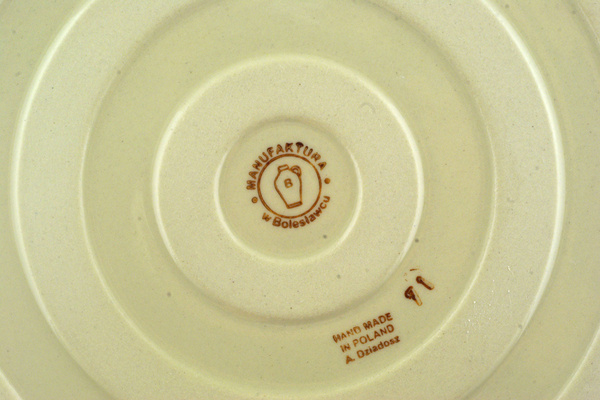 MANUFAKTURA
B
w Bolesławcu
HAND MADE
IN POLAND
A. Dziadosz